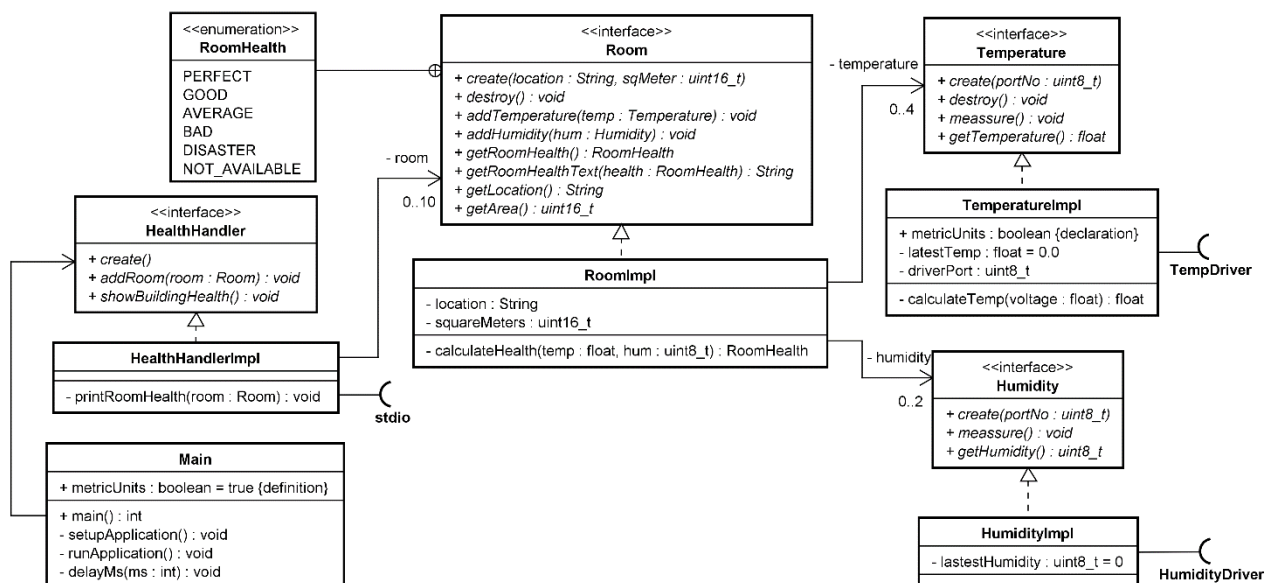 <<enumeration>>
RoomHealth
PERFECT
GOOD
AVERAGE
BAD
DISASTER
NOT_AVAILABLE
<<interface>>
Room
+ create(location : String, sqMeter : uint16_t)
+ destroy() : void
+ addTemperature(temp : Temperature) : void
+ addHumidity(hum : Humidity) : void
+ getRoomHealth() : RoomHealth
+ getRoomHealthText(health : RoomHealth) : String
+ getLocation() : String
+ getArea() : uint16_t
<<interface>>
Temperature
+ create(portNo : uint8_t)
+ destroy() : void
+ meassure() : void
+ getTemperature() : float
- temperature
0..4
- room
0..10
<<interface>>
HealthHandler
+ create()
+ addRoom(room : Room) : void
+ showBuildingHealth() : void
TemperatureImpl
+ metricUnits : boolean {declaration}
- latestTemp : float = 0.0
- driverPort : uint8_t
- calculateTemp(voltage : float) : float
TempDriver
RoomImpl
- location : String
- squareMeters : uint16_t
- calculateHealth(temp : float, hum : uint8_t) : RoomHealth
HealthHandlerImpl
- printRoomHealth(room : Room) : void
stdio
- humidity
0..2
<<interface>>
Humidity
+ create(portNo : uint8_t)
+ meassure() : void
+ getHumidity() : uint8_t
Main
+ metricUnits : boolean = true {definition}
+ main() : int
- setupApplication() : void
- runApplication() : void
- delayMs(ms : int) : void
HumidityImpl
- lastestHumidity : uint8_t = 0
HumidityDriver